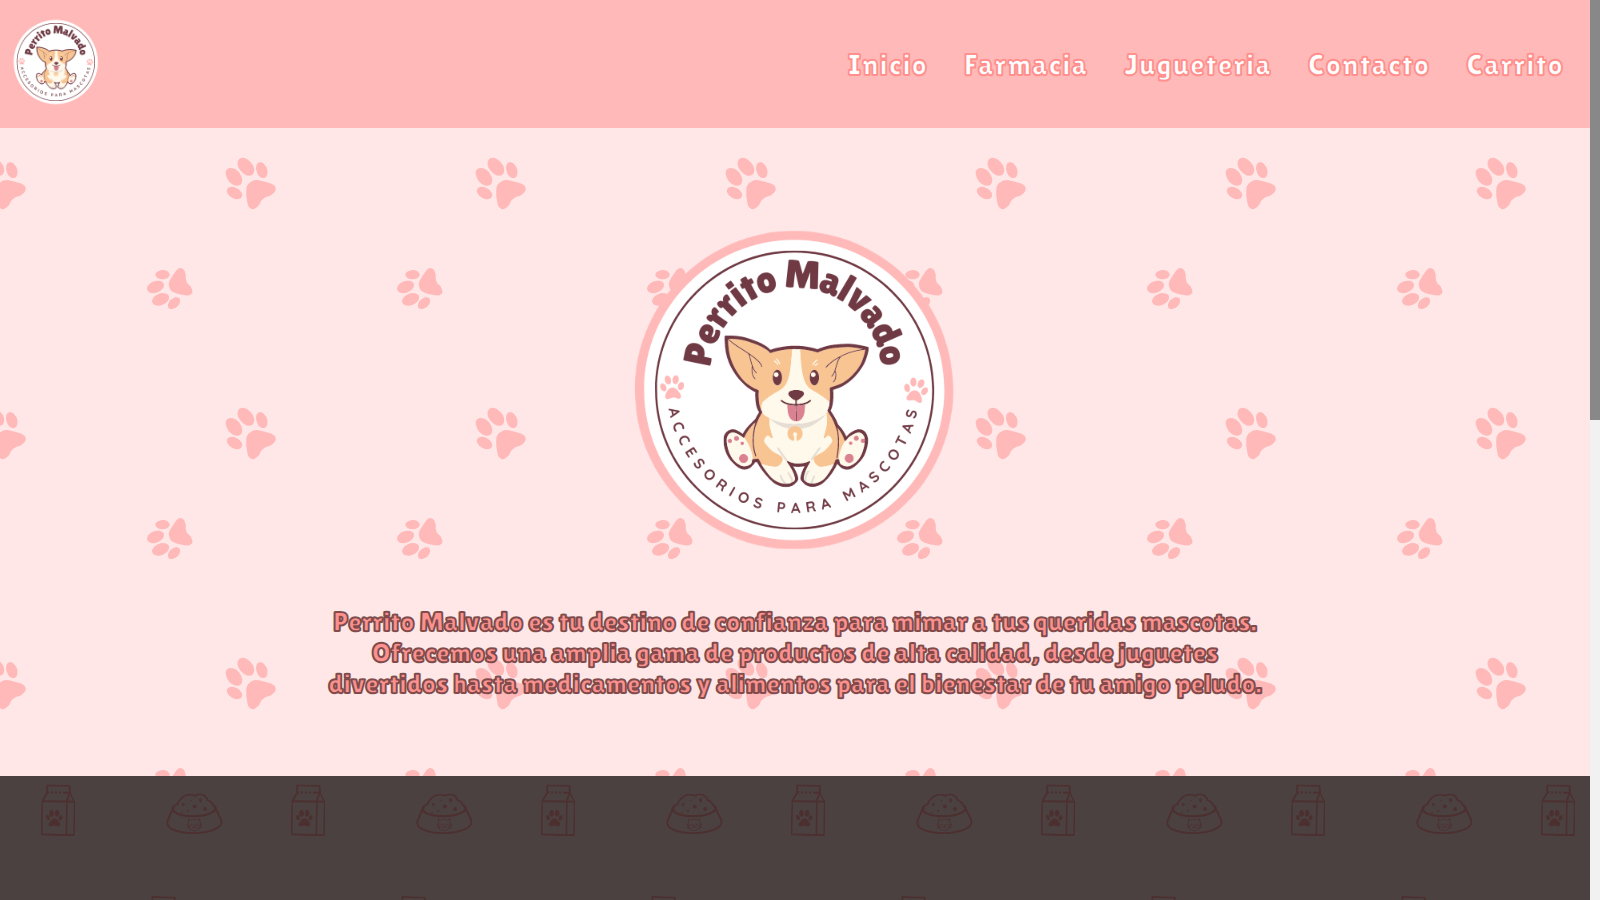 Perrito Malvado
ACCESORIOS PARA MASCOTAS
Inicio Farmacia Jugueteria Contacto Carrito
Perrito Malvado
ACCESORIOS PARA MASCOTAS
Perrito Malvado es tu destino de confianza para mimar a tus queridas mascotas.
Ofrecemos una amplia gama de productos de alta calidad, desde juguetes
divertidos hasta medicamentos y alimentos para el bienestar de tu amigo peludo.